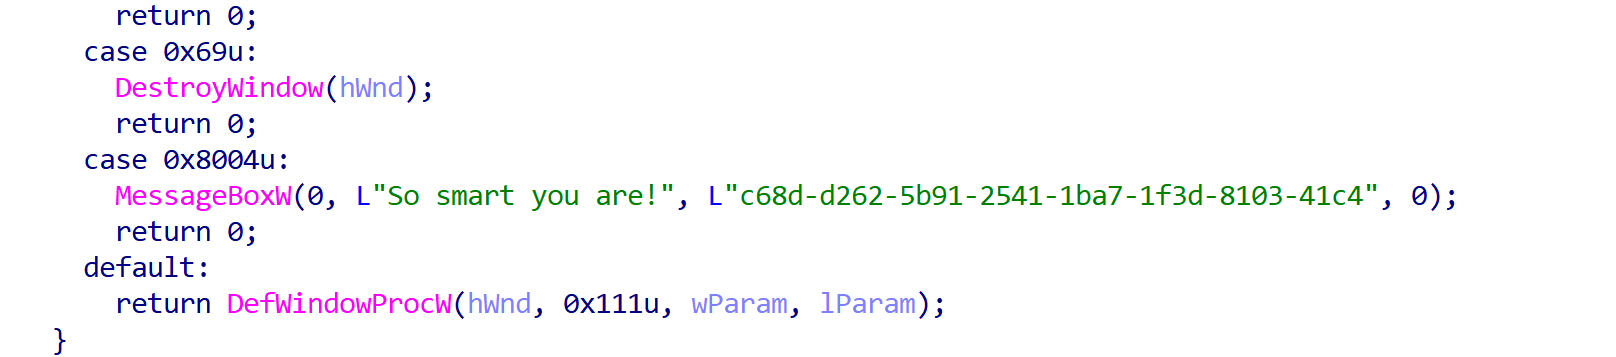 return 0;
case 0x69u:
DestroyWindow(hWnd);
return 0;
case 0x8004u:
MessageBoxW(0, L"So smart you are!", L"c68d-d262-5b91-2541-1ba7-1f3d-8103-41c4", 0);
return 0;
default:
return DefWindowProcW(hWnd, 0x111u, wParam, lParam);
}